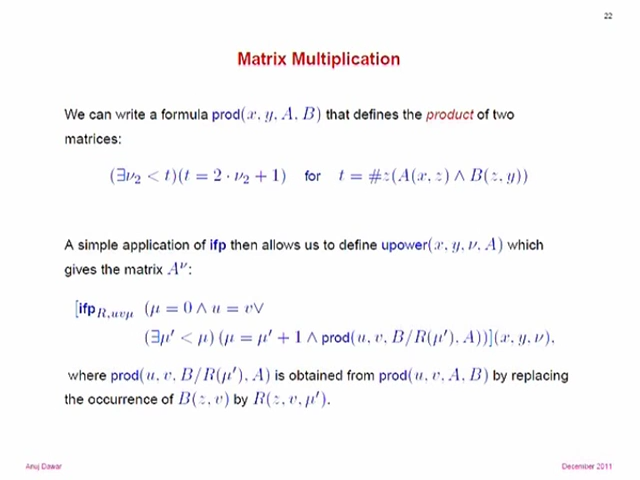 22
Matrix Multiplication
We can write a formula prod(x, y, A, B) that defines the product of two
matrices:
(∃ν₂ < t)(t = 2 · ν₂ + 1) for t = #z(A(x, z) ∧ B(z, y))
A simple application of ifp then allows us to define upower(x, y, ν, A) which
gives the matrix A^ν:
[ifp_{R,uvμ} (μ = 0 ∧ u = v∨
(∃μ′ < μ) (μ = μ′ + 1 ∧ prod(u, v, B/R(μ′), A))](x, y, ν),
where prod(u, v, B/R(μ′), A) is obtained from prod(u, v, A, B) by replacing
the occurrence of B(z, v) by R(z, v, μ′).
Anuj Dawar December 2011